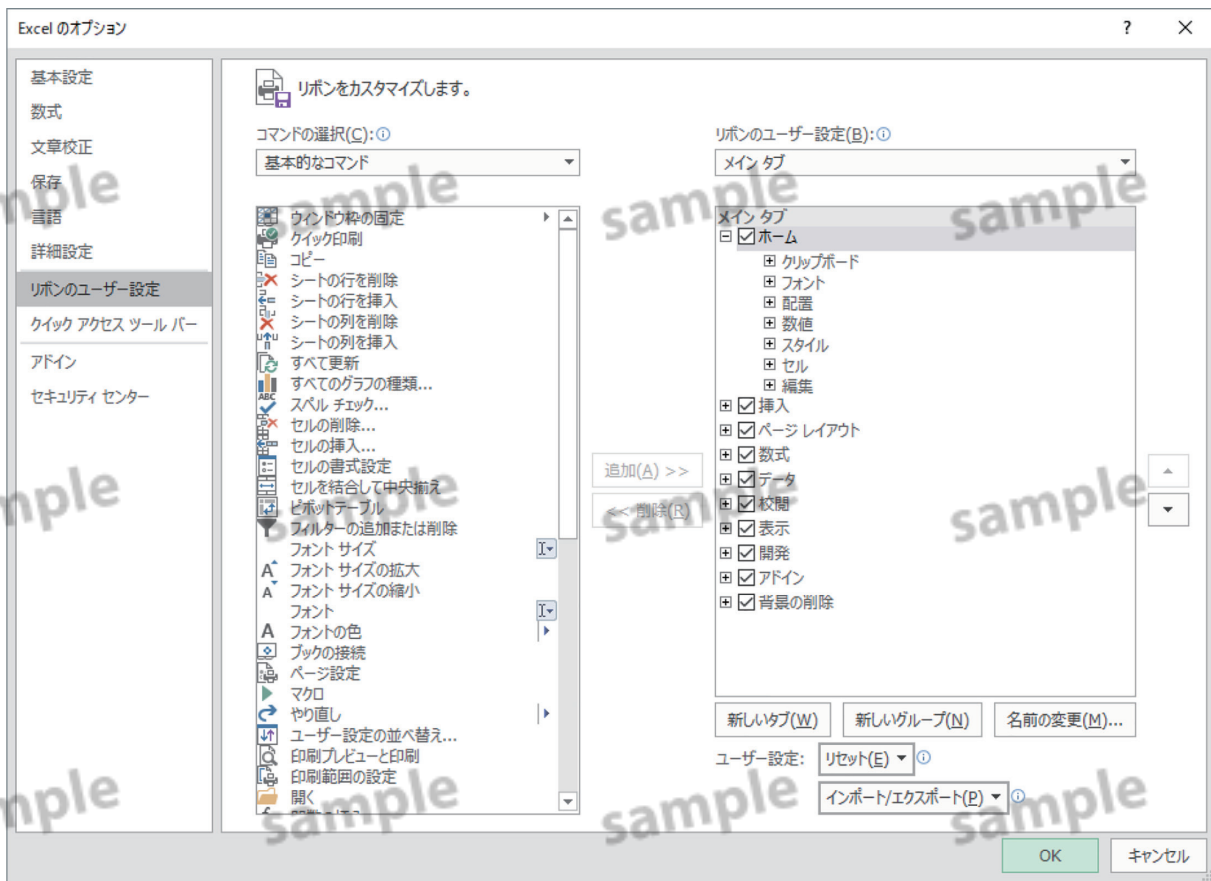 Excel のオプション
?
基本設定
数式
文章校正
保存
言語
詳細設定
リボンのユーザー設定
クイック アクセス ツール バー
アドイン
セキュリティ センター
リボンをカスタマイズします。
コマンドの選択(C):
基本的なコマンド
ウィンドウ枠の固定
クイック印刷
コピー
シートの行を削除
シートの行を挿入
シートの列を削除
シートの列を挿入
すべて更新
すべてのグラフの種類...
スペル チェック...
セルの削除...
セルの挿入...
セルの書式設定
セルを結合して中央揃え
ピボットテーブル
フィルターの追加または削除
フォント サイズ
フォント サイズの拡大
フォント サイズの縮小
フォント
フォントの色
ブックの接続
ページ設定
マクロ
やり直し
ユーザー設定の並べ替え...
印刷プレビューと印刷
印刷範囲の設定
開く
追加(A) >>
<< 削除(R)
リボンのユーザー設定(B):
メイン タブ
メイン タブ
ホーム
クリップボード
フォント
配置
数値
スタイル
セル
編集
挿入
ページ レイアウト
数式
データ
校閲
表示
開発
アドイン
背景の削除
新しいタブ(W) 新しいグループ(N) 名前の変更(M)...
ユーザー設定: リセット(E)
インポート/エクスポート(P)
OK キャンセル
mple sample sample sample
mple sample sample sample
mple sample sample sample